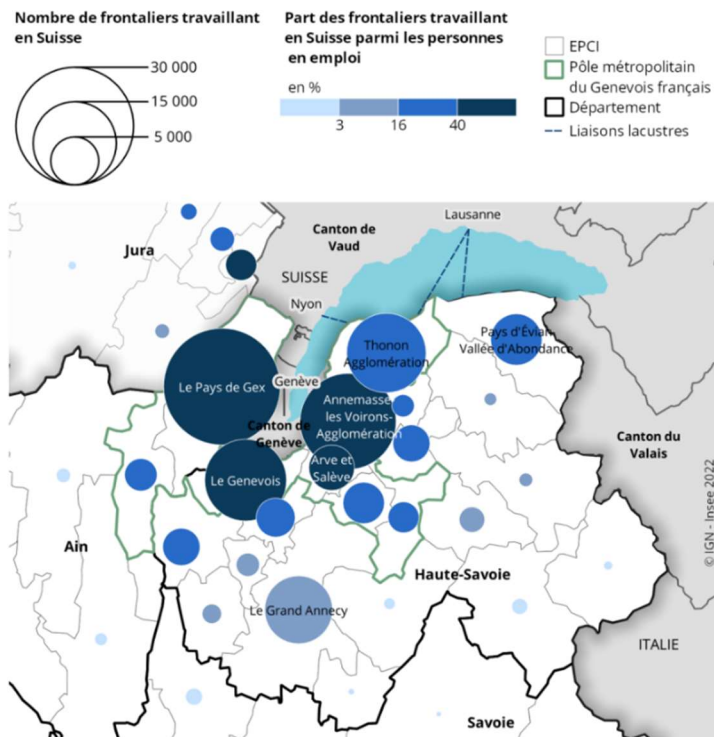 Nombre de frontaliers travaillant
en Suisse
30 000
15 000
5 000
Part des frontaliers travaillant
en Suisse parmi les personnes
en emploi
en %
3
16
40
EPCI
Pôle métropolitain
du Genevois français
Département
Liaisons lacustres
Lausanne
Canton de
Vaud
Jura
SUISSE
Nyon
Thonon
Agglomération
Pays d'Évian
Vallée d'Abondance
Le Pays de Gex
Genève
Annemasse
les Voirons-
Agglomération
Canton de
Genève
Canton du
Valais
Arve et
Salève
Le Genevois
Ain
Haute-Savoie
Le Grand Annecy
ITALIE
Savoie
© IGN - Insee 2022